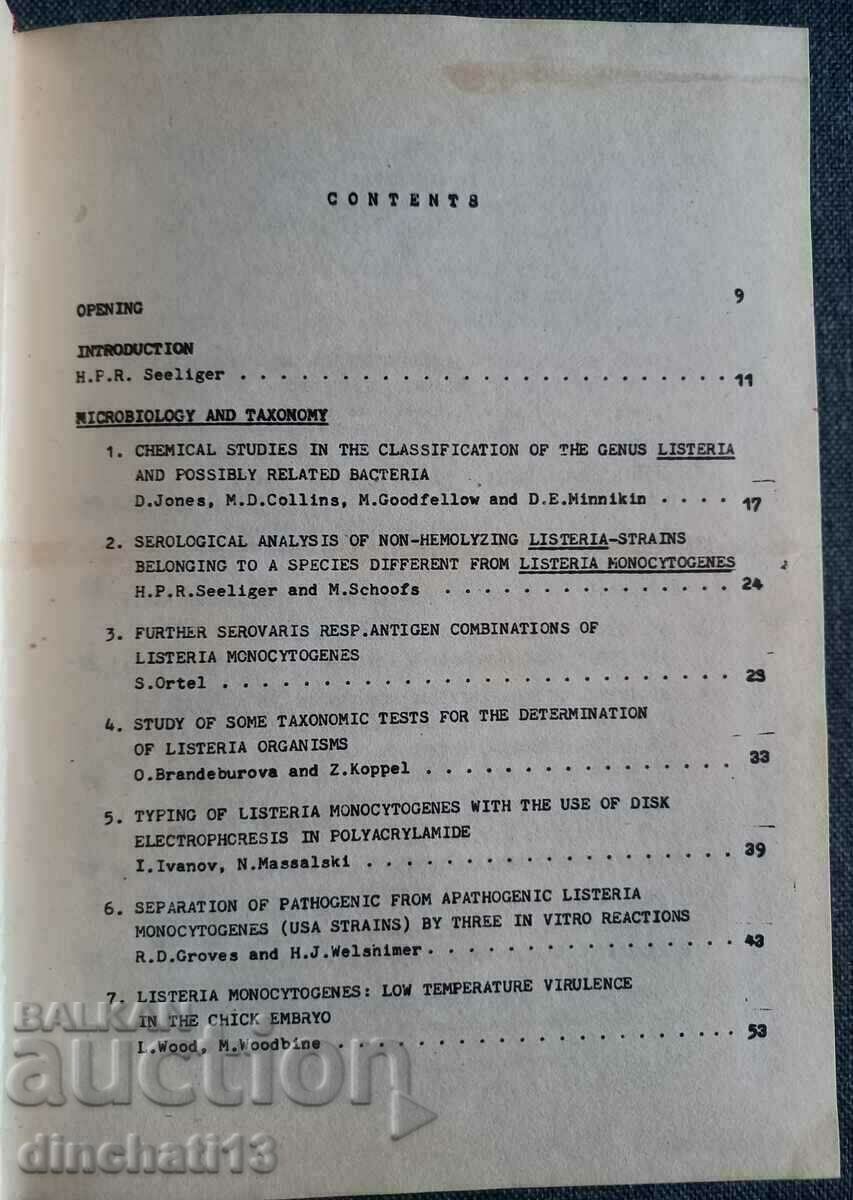 CONTENTS
OPENING 9
INTRODUCTION
H.P.R. Seeliger . . . . . . . . . . . . . . . . . . . . . . . . 11
MICROBIOLOGY AND TAXONOMY
1. CHEMICAL STUDIES IN THE CLASSIFICATION OF THE GENUS LISTERIA
AND POSSIBLY RELATED BACTERIA
D.Jones, M.D.Collins, M.Goodfellow and D.E.Minnikin . . . . 17
2. SEROLOGICAL ANALYSIS OF NON-HEMOLYZING LISTERIA-STRAINS
BELONGING TO A SPECIES DIFFERENT FROM LISTERIA MONOCYTOGENES
H.P.R.Seeliger and M.Schoofs . . . . . . . . . . . . . . . 24
3. FURTHER SEROVARIS RESP.ANTIGEN COMBINATIONS OF
LISTERIA MONOCYTOGENES
S.Ortel . . . . . . . . . . . . . . . . . . . . . . . . .
4. STUDY OF SOME TAXONOMIC TESTS FOR THE DETERMINATION
OF LISTERIA ORGANISMS
O.Brandeburova and Z.Koppel . . . . . . . . . . . . . . . 33
5. TYPING OF LISTERIA MONOCYTOGENES WITH THE USE OF DISK
ELECTROPHORESIS IN POLYACRYLAMIDE
I.Ivanov, N.Massalski . . . . . . . . . . . . . . . . . . 39
6. SEPARATION OF PATHOGENIC FROM APATHOGENIC LISTERIA
MONOCYTOGENES (USA STRAINS) BY THREE IN VITRO REACTIONS
R.D.Groves and H.J.Welshimer . . . . . . . . . . . . . . . 43
7. LISTERIA MONOCYTOGENES: LOW TEMPERATURE VIRULENCE
IN THE CHICK EMBRYO
L.Wood, M.Woodbine . . . . . . . . . . . . . . . . . . . . 53
BALKAN
auction
dinchati13